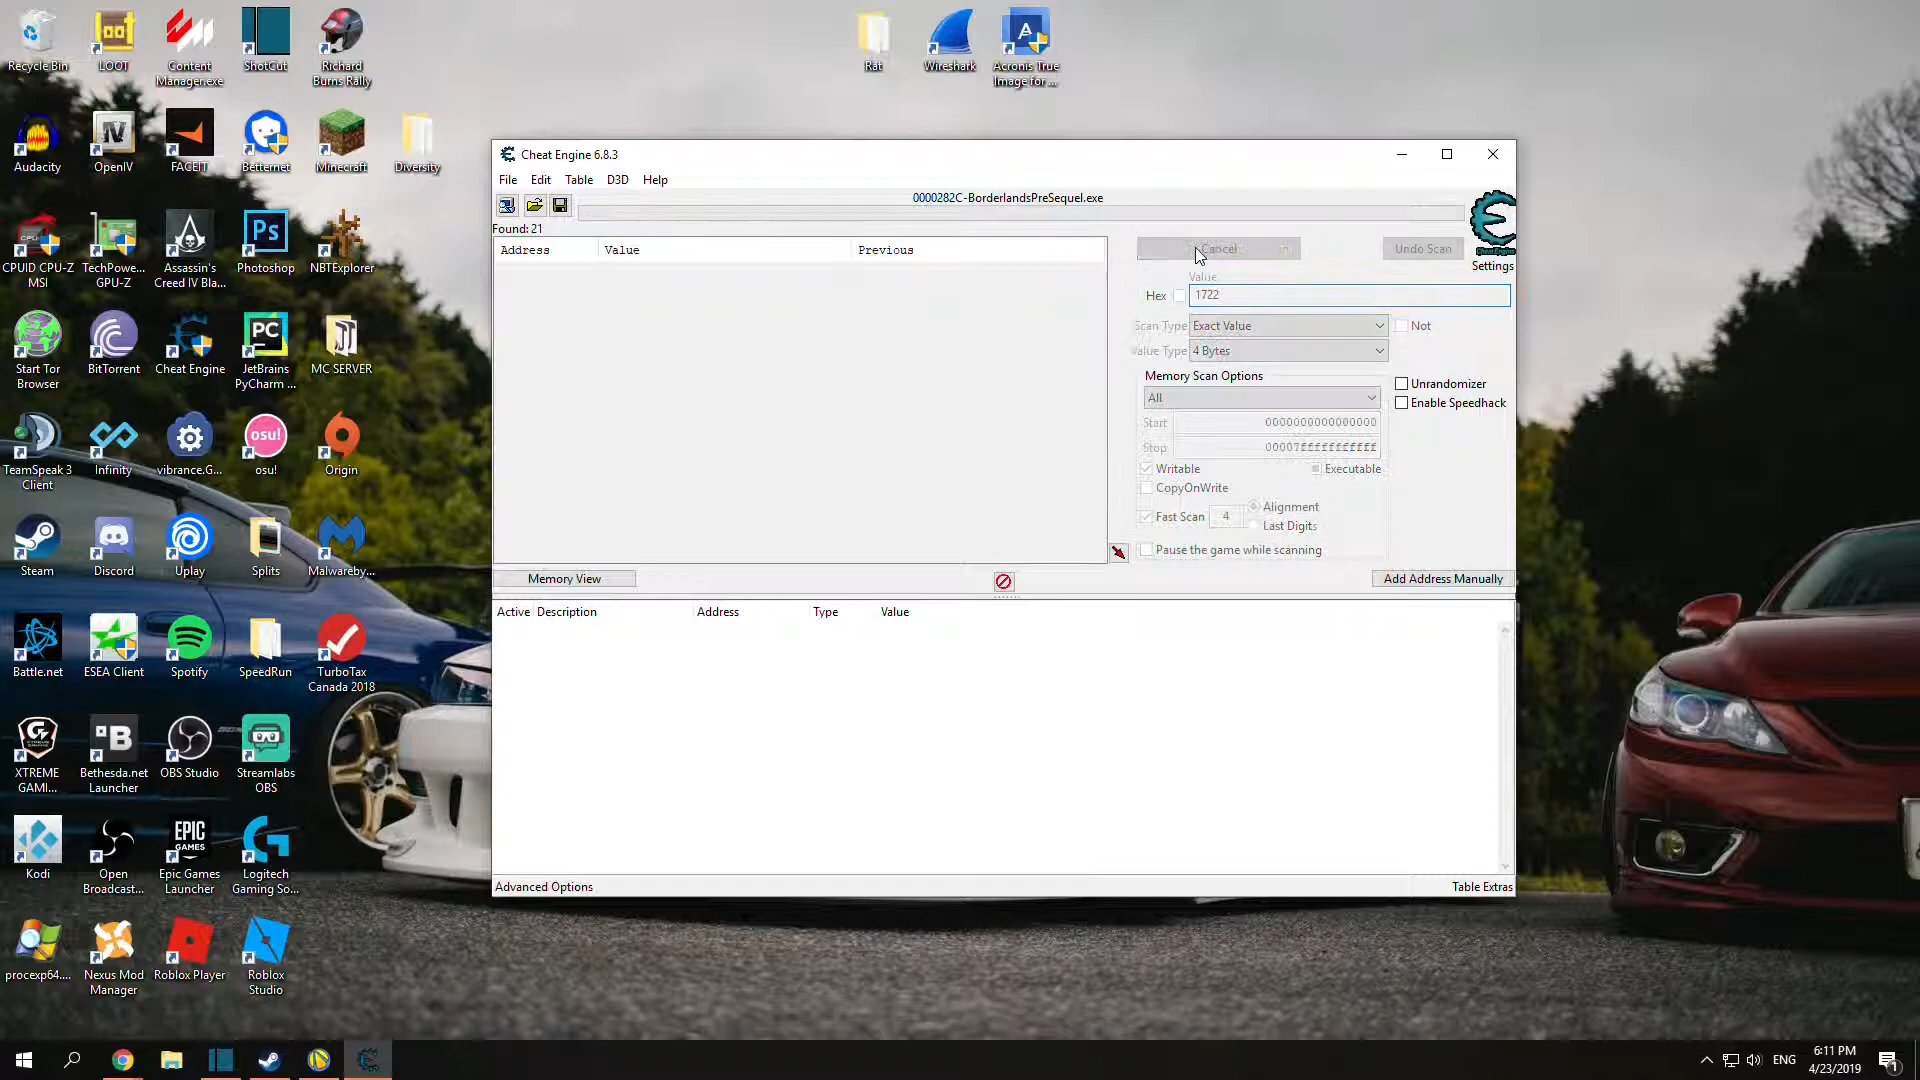 Recycle Bin
LOOT
Content
Manager.exe
ShotCut
Richard
Burns Rally
Rat
Wireshark
Acronis True
Image for ...
Audacity
OpenIV
FACEIT
Betternet
Minecraft
Diversity
CPUID CPU-Z
MSI
TechPowe...
GPU-Z
Assassin's
Creed IV Bla...
Photoshop
NBTExplorer
Start Tor
Browser
BitTorrent
Cheat Engine
JetBrains
PyCharm ...
MC SERVER
TeamSpeak 3
Client
Infinity
vibrance.G...
osu!
osu!
Origin
Steam
Discord
Uplay
Splits
Malwareby...
Battle.net
ESEA Client
Spotify
SpeedRun
TurboTax
Canada 2018
XTREME
GAMI...
Bethesda.net
Launcher
OBS Studio
Streamlabs
OBS
Kodi
Open
Broadcast...
EPIC
GAMES
Epic Games
Launcher
Logitech
Gaming So...
procexp64....
Nexus Mod
Manager
Roblox Player
Roblox
Studio
Cheat Engine 6.8.3
File Edit Table D3D Help
0000282C-BorderlandsPreSequel.exe
Found: 21
Address Value Previous
Cancel
Undo Scan
Settings
Value
Hex 1722
Scan Type Exact Value Not
Value Type 4 Bytes
Memory Scan Options
All
Unrandomizer
Enable Speedhack
Start 0000000000000000
Stop 00007fffffffffff
Writable Executable
CopyOnWrite
Fast Scan 4 Alignment
Last Digits
Pause the game while scanning
Memory View
Add Address Manually
Active Description Address Type Value
Advanced Options
Table Extras
ENG
6:11 PM
4/23/2019
1